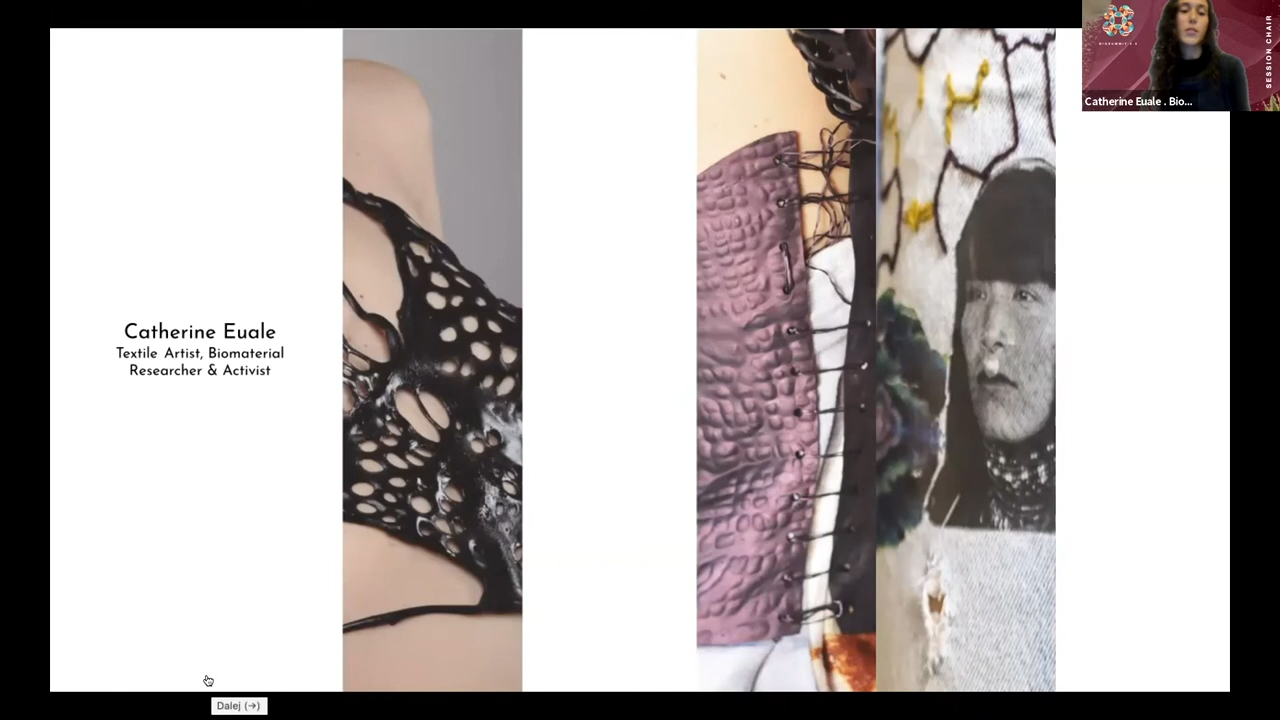 Catherine Euale
Textile Artist, Biomaterial
Researcher & Activist
H
SESSION CHAIR
Catherine Euale . Bio...
Dalej (→)